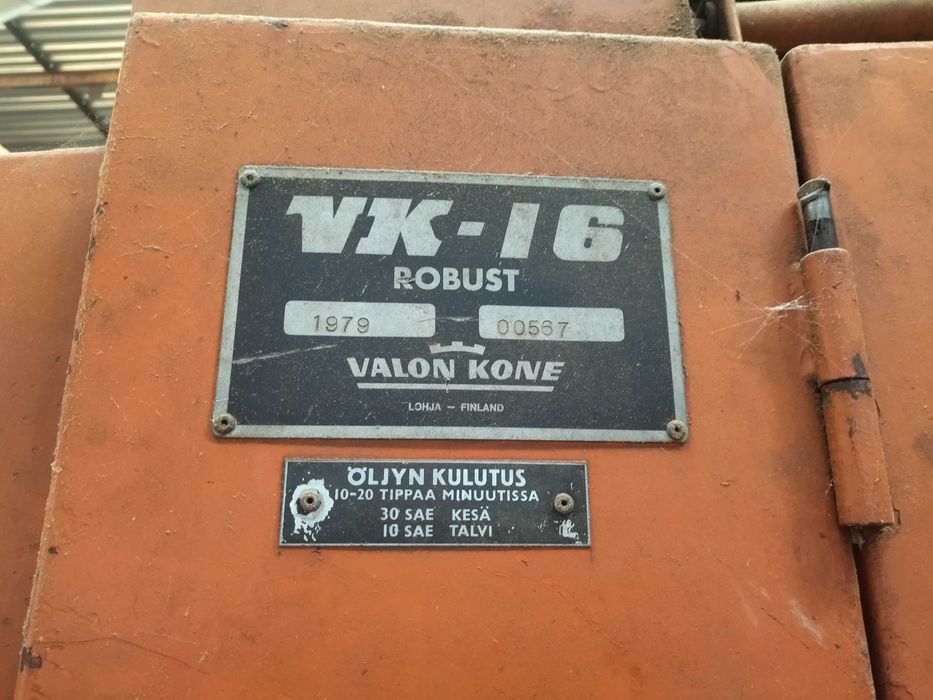 VK-16
ROBUST
1979 00567
VALON KONE
LOHJA – FINLAND
ÖLJYN KULUTUS
10-20 TIPPAA MINUUTISSA
30 SAE KESÄ
10 SAE TALVI